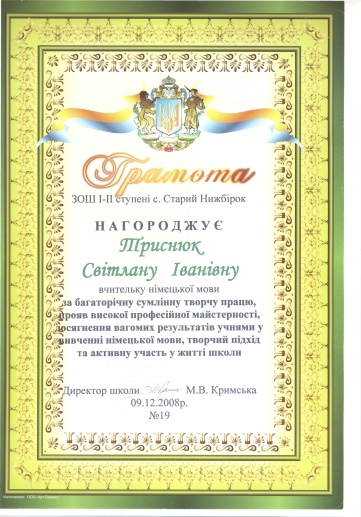 Грамота
ЗОШ І-ІІ ступені с. Старий Нижбірок
НАГОРОДЖУЄ
Триснюк
Світлану Іванівну
вчительку німецької мови
за багаторічну сумлінну творчу працю,
прояв високої професійної майстерності,
досягнення вагомих результатів учнями у
вивченні німецької мови, творчий підхід
та активну участь у житті школи
Директор школи М.В. Кримська
09.12.2008р.
№19